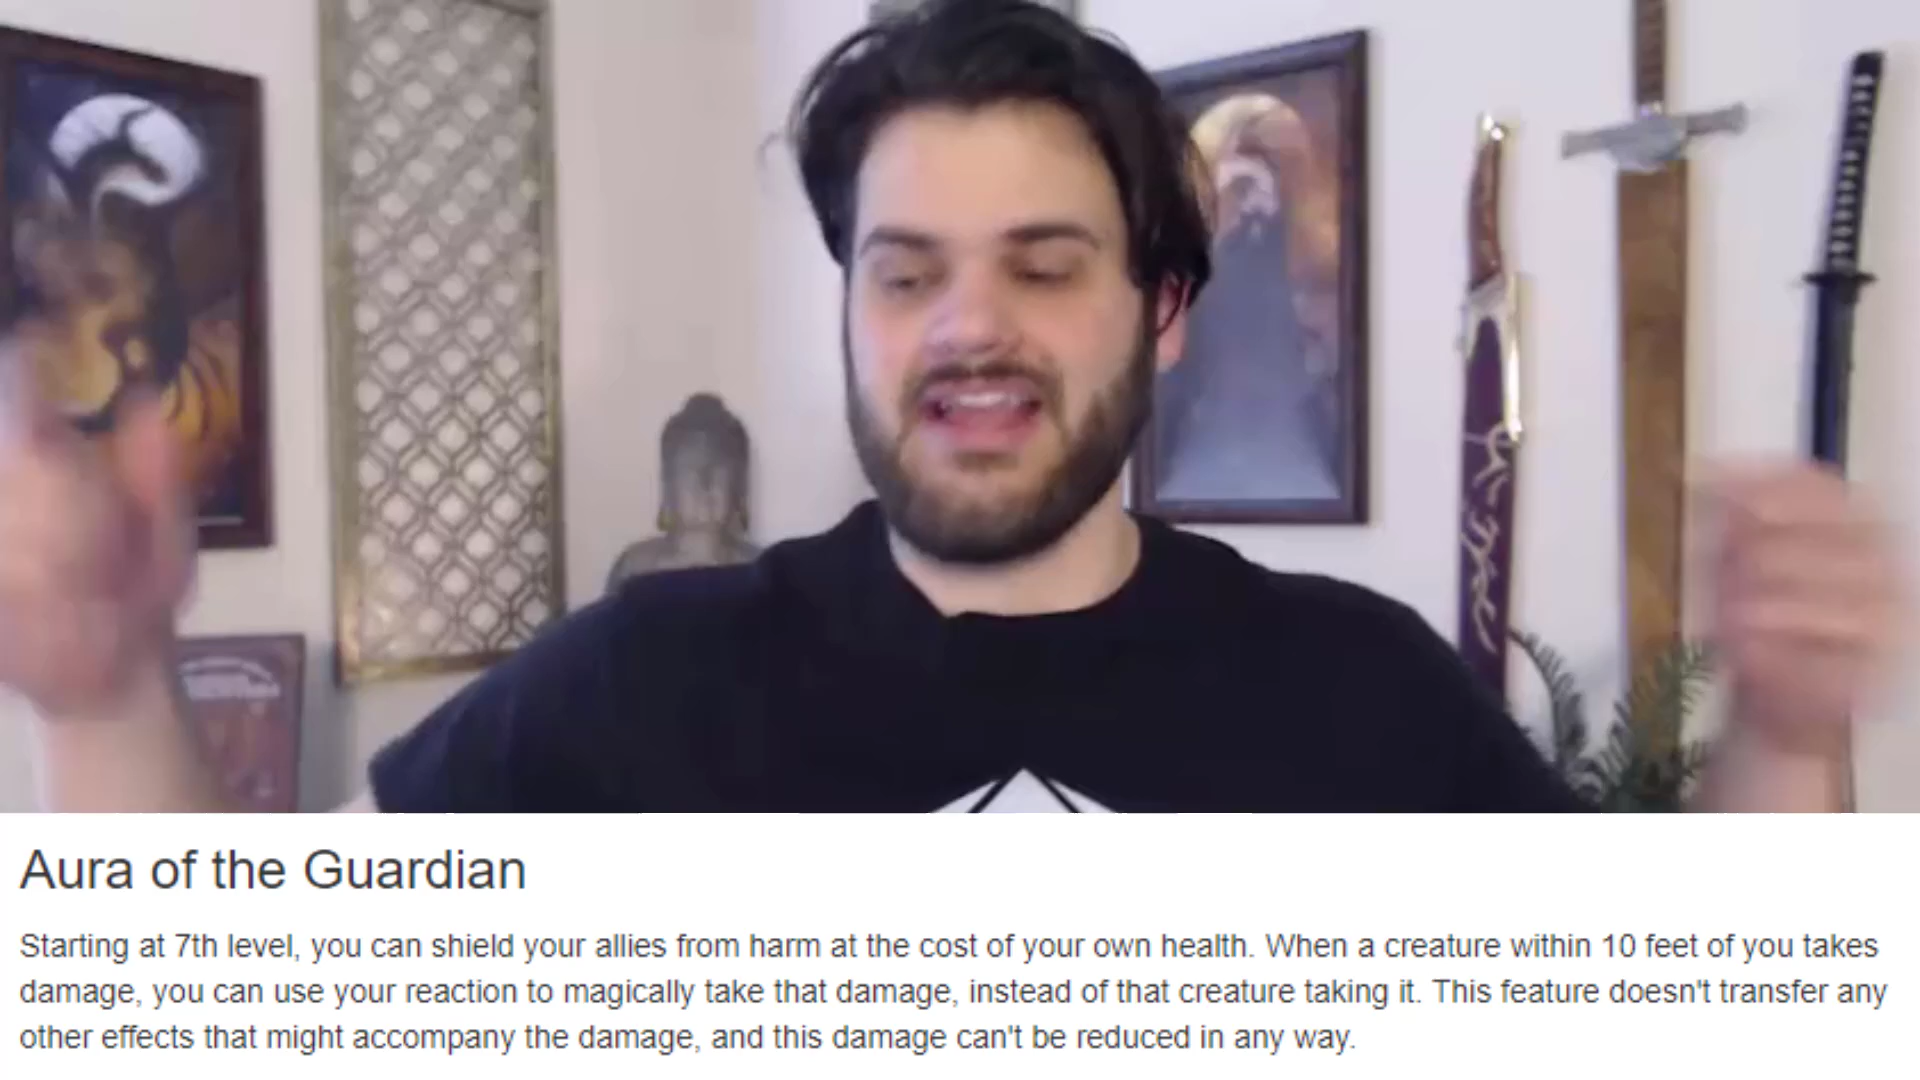 Aura of the Guardian
Starting at 7th level, you can shield your allies from harm at the cost of your own health. When a creature within 10 feet of you takes
damage, you can use your reaction to magically take that damage, instead of that creature taking it. This feature doesn't transfer any
other effects that might accompany the damage, and this damage can't be reduced in any way.